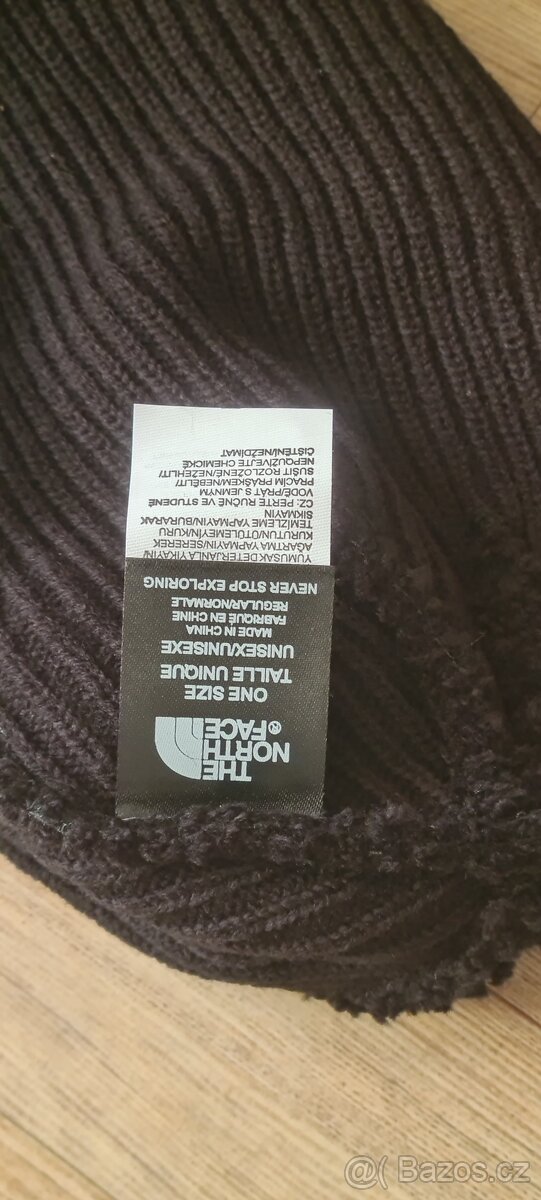 THE
NORTH
FACE®
ONE SIZE
TAILLE UNIQUE
UNISEX/UNISEXE
MADE IN CHINA
FABRIQUÉ EN CHINE
REGULAR/NORMALE
NEVER STOP EXPLORING
YUMUSAK DETERJANLA YIKAYIN/
AĞARTMA YAPMAYIN/SEREREK
KURUTUN/ÜTÜLEMEYİN/KURU
TEMİZLEME YAPMAYIN/BURARAK
SIKMAYIN
CZ: PERTE RUČNĚ VE STUDENÉ
VODĚ/PRÁT S JEMNÝM
PRACÍM PRÁŠKEM/NEBĚLIT/
SUŠIT ROZLOŽENÉ/NEŽEHLIT/
NEPOUŽÍVEJTE CHEMICKÉ
ČIŠTĚNÍ/NEŽDÍMAT
Bazos.cz